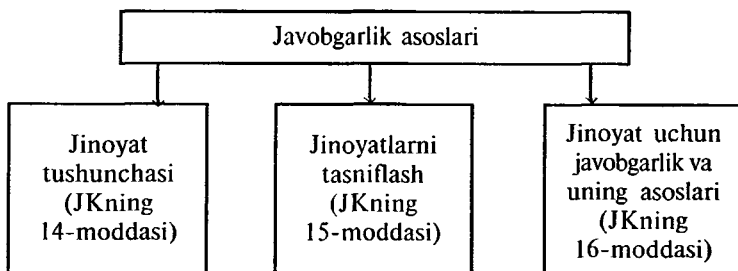 Javobgarlik asoslari
Jinoyat
tushunchasi
(JKning
14-moddasi)
Jinoyatlarni
tasniflash
(JKning
15-moddasi)
Jinoyat uchun
javobgarlik va
uning asoslari
(JKning
16-moddasi)